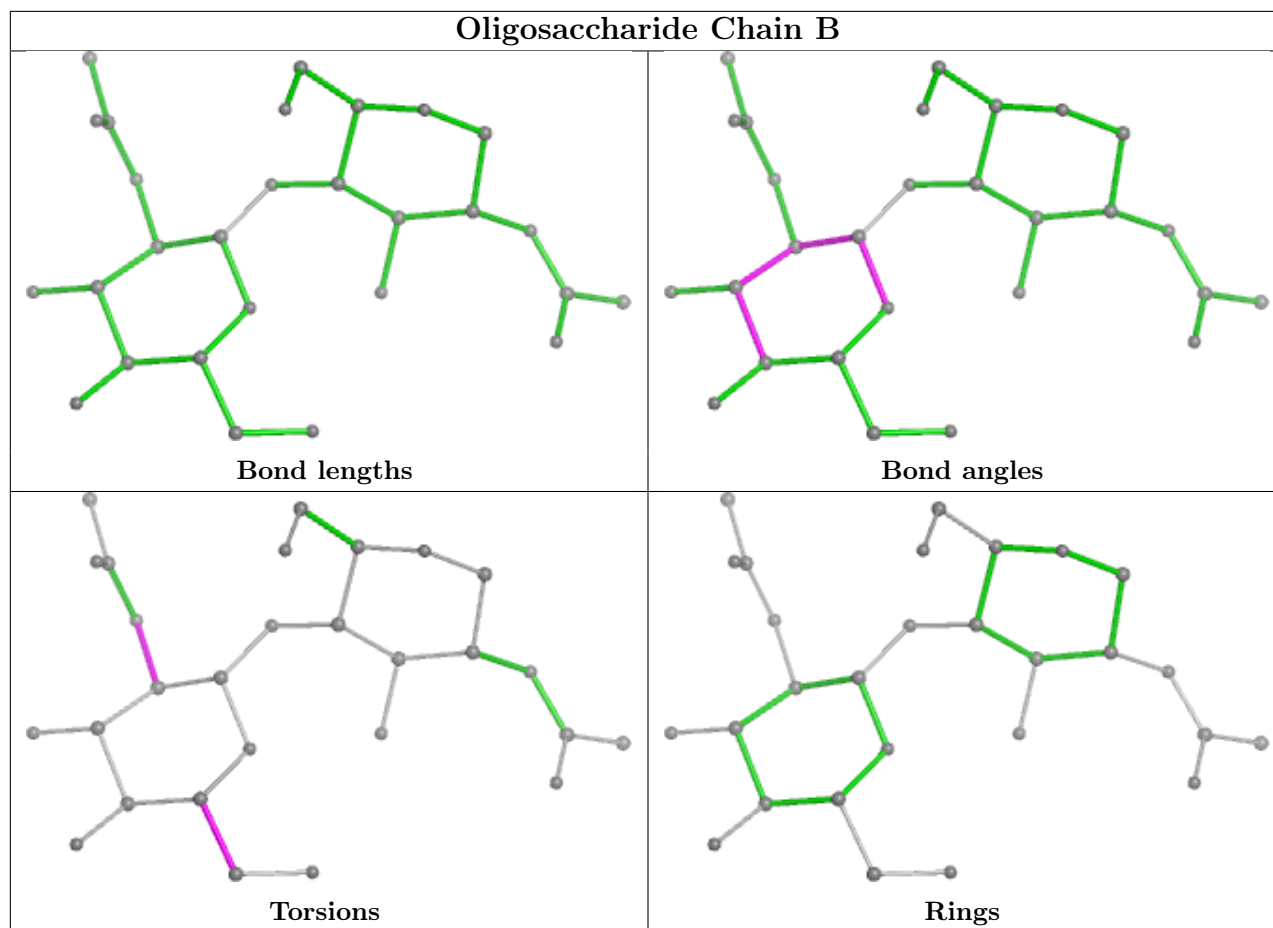 Oligosaccharide Chain B
Bond lengths
Bond angles
Torsions
Rings